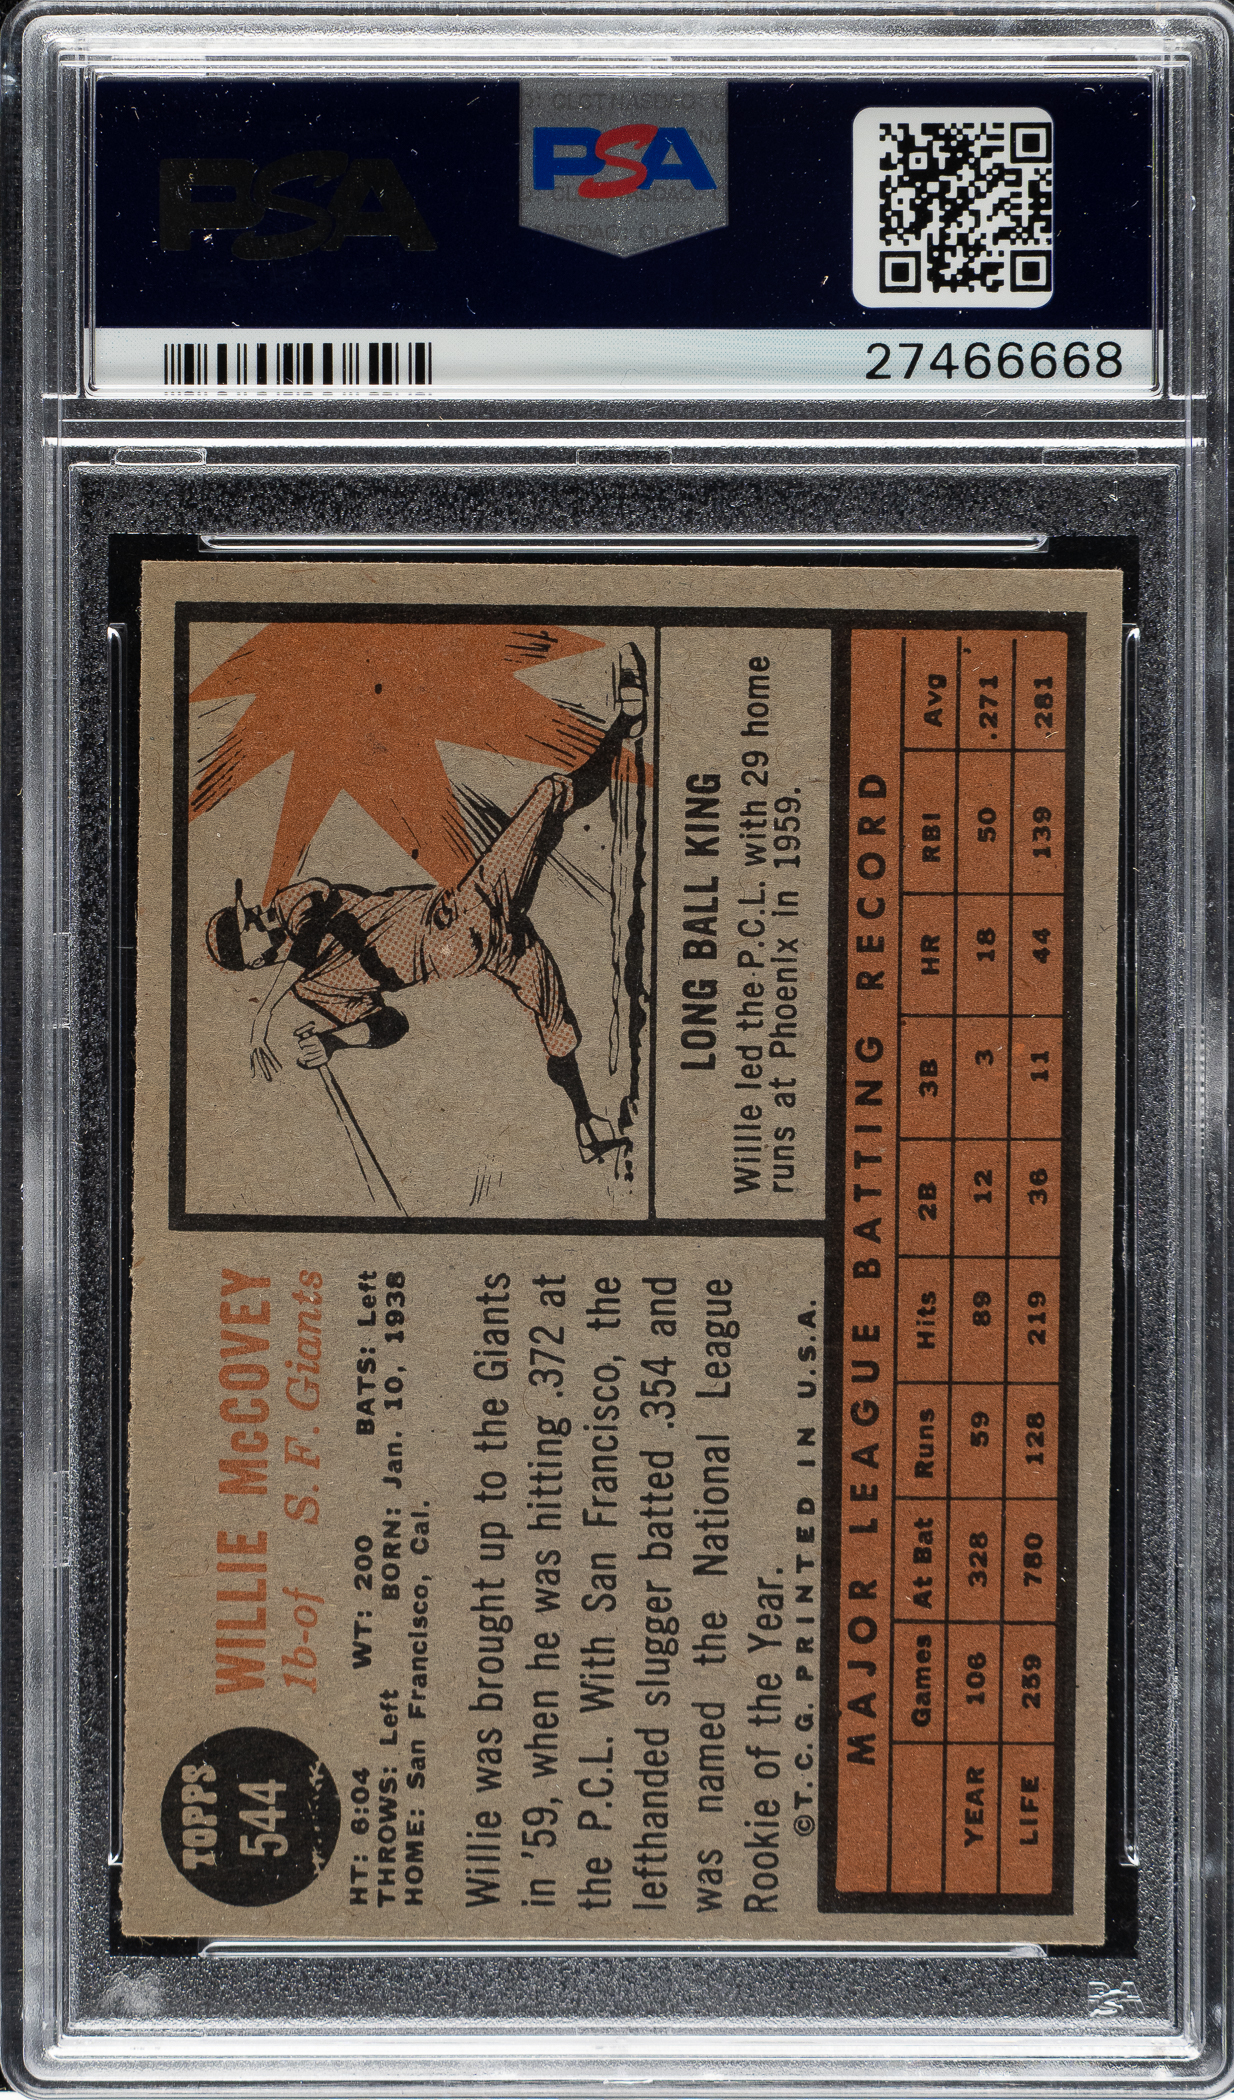 PSA
PSA
27466668
TOPPS
544
WILLIE McCOVEY
1b-of S. F. Giants
HT: 6:04 WT: 200 BATS: Left
THROWS: Left BORN: Jan. 10, 1938
HOME: San Francisco, Cal.
Willie was brought up to the Giants
in '59, when he was hitting .372 at
the P.C.L. With San Francisco, the
lefthanded slugger batted .354 and
was named the National League
Rookie of the Year.
©T. C. G. PRINTED IN U.S.A.
LONG BALL KING
Willie led the P.C.L. with 29 home
runs at Phoenix in 1959.
MAJOR LEAGUE BATTING RECORD
Games At Bat Runs Hits 2B 3B HR RBI Avg
YEAR 106 328 59 89 12 3 18 50 .271
LIFE 259 780 128 219 36 11 44 139 .281
PSA